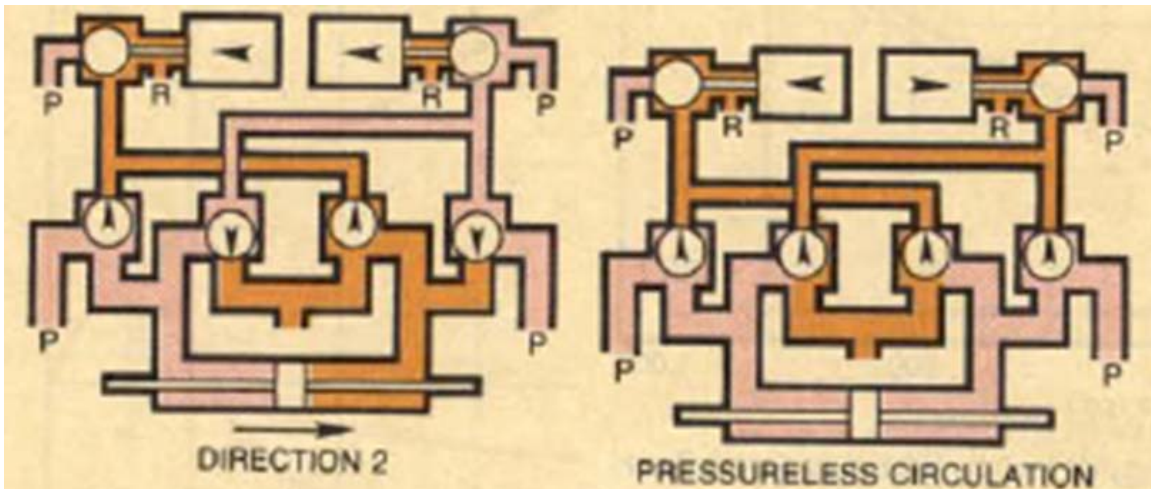 P R R P
P P
DIRECTION 2
P R R P
P P
PRESSURELESS CIRCULATION